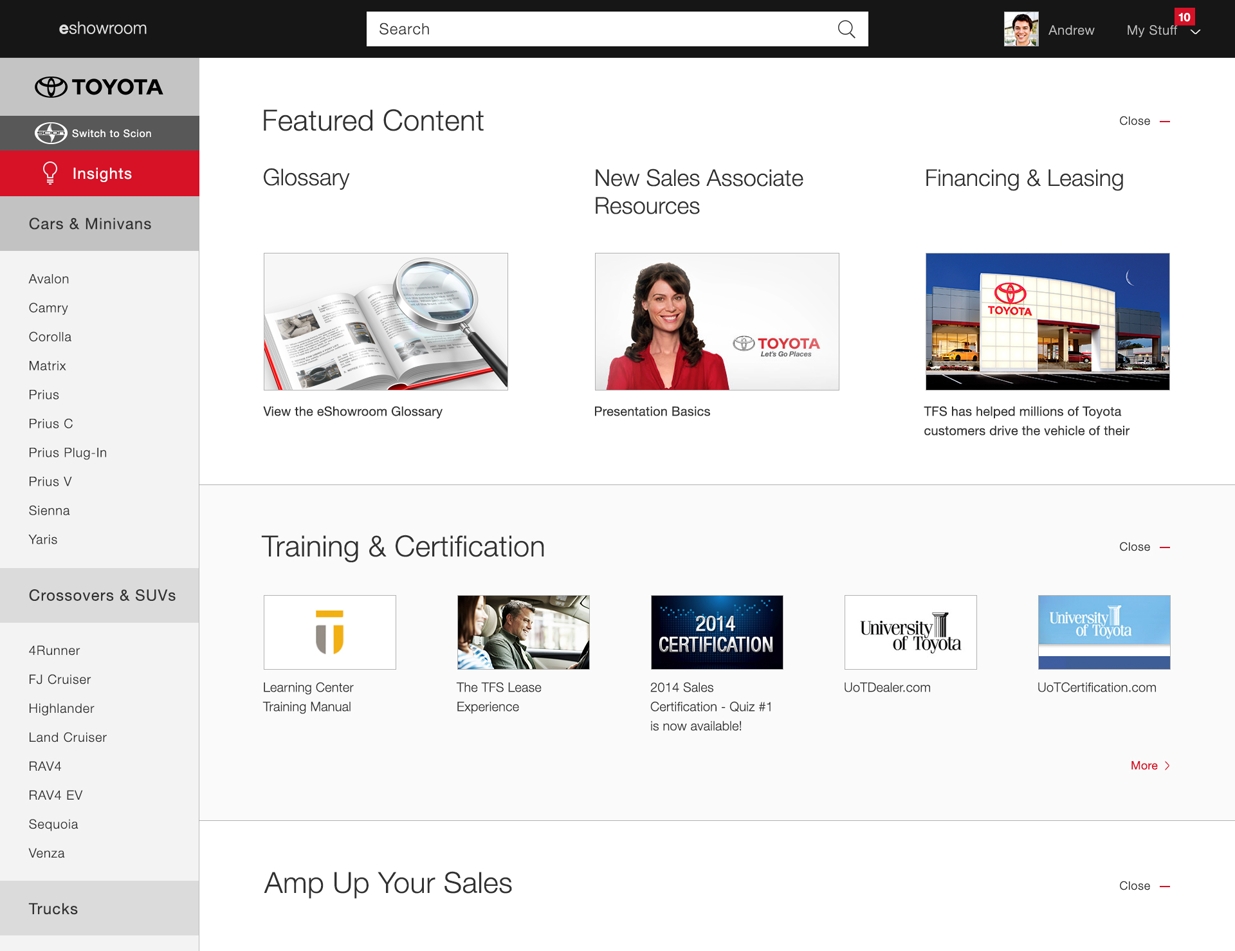 eshowroom
Search
Andrew
My Stuff
10
TOYOTA
Switch to Scion
Insights
Cars & Minivans
Avalon
Camry
Corolla
Matrix
Prius
Prius C
Prius Plug-In
Prius V
Sienna
Yaris
Crossovers & SUVs
4Runner
FJ Cruiser
Highlander
Land Cruiser
RAV4
RAV4 EV
Sequoia
Venza
Trucks
Featured Content
Close
Glossary
New Sales Associate
Resources
Financing & Leasing
TOYOTA
Let's Go Places
TOYOTA
View the eShowroom Glossary
Presentation Basics
TFS has helped millions of Toyota
customers drive the vehicle of their
Training & Certification
Close
2014
CERTIFICATION
University
of Toyota
University
of Toyota
Learning Center
Training Manual
The TFS Lease
Experience
2014 Sales
Certification - Quiz #1
is now available!
UoTDealer.com
UoTCertification.com
More
Amp Up Your Sales
Close